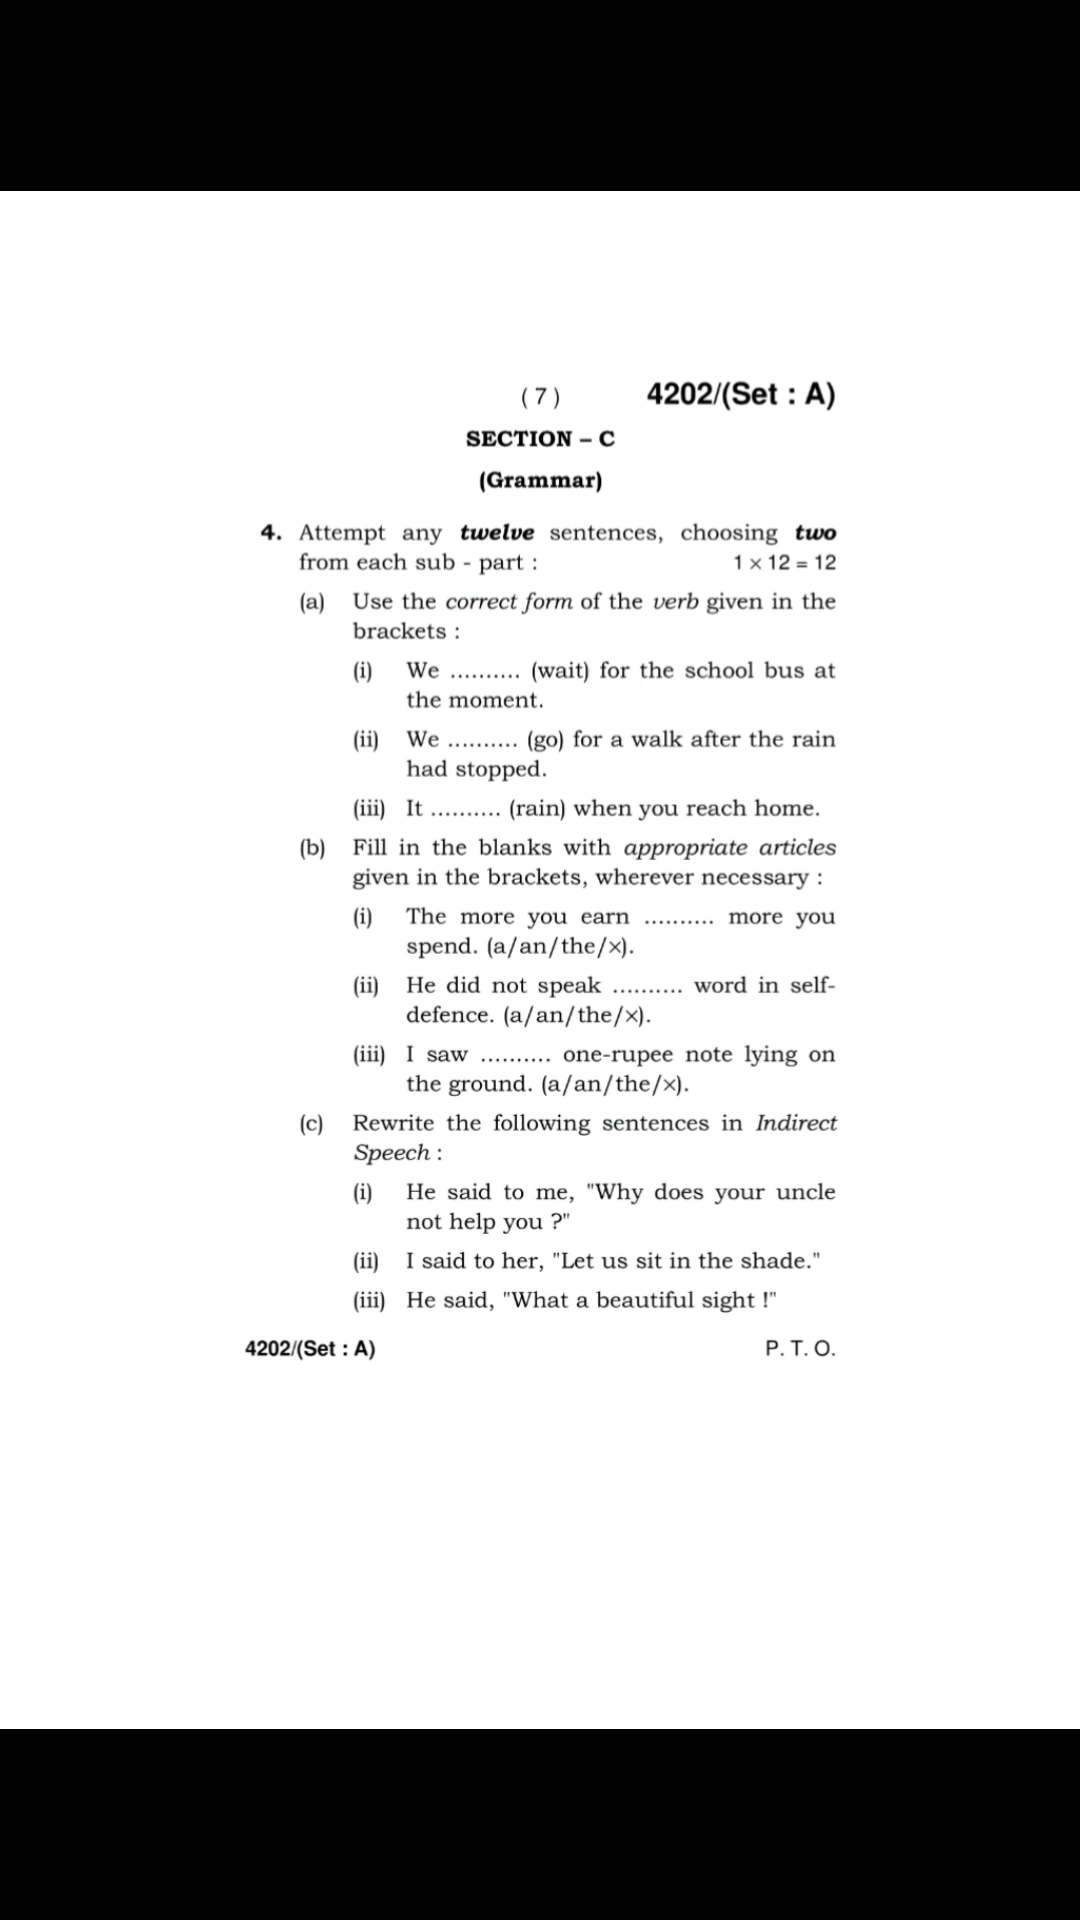 ( 7 ) 4202/(Set : A)
SECTION – C
(Grammar)
4. Attempt any twelve sentences, choosing two
from each sub - part : 1 × 12 = 12
(a) Use the correct form of the verb given in the
brackets :
(i) We .......... (wait) for the school bus at
the moment.
(ii) We .......... (go) for a walk after the rain
had stopped.
(iii) It .......... (rain) when you reach home.
(b) Fill in the blanks with appropriate articles
given in the brackets, wherever necessary :
(i) The more you earn .......... more you
spend. (a/an/the/×).
(ii) He did not speak .......... word in self-
defence. (a/an/the/×).
(iii) I saw .......... one-rupee note lying on
the ground. (a/an/the/×).
(c) Rewrite the following sentences in Indirect
Speech :
(i) He said to me, "Why does your uncle
not help you ?"
(ii) I said to her, "Let us sit in the shade."
(iii) He said, "What a beautiful sight !"
4202/(Set : A) P. T. O.